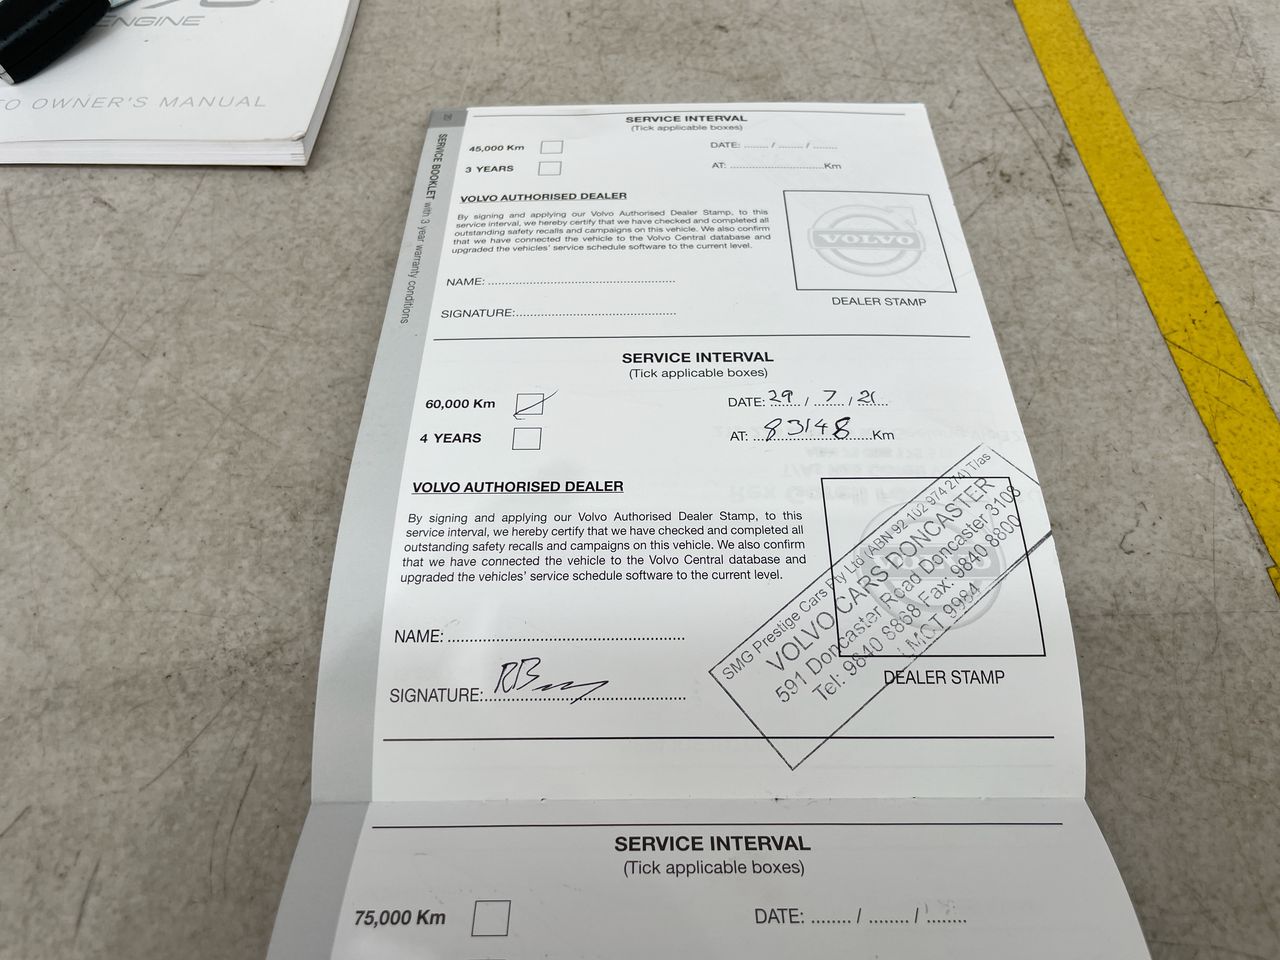 ENGINE
OWNER'S MANUAL
20
SERVICE BOOKLET with 3 year warranty conditions
SERVICE INTERVAL
(Tick applicable boxes)
45,000 Km
3 YEARS
DATE: ....... / ....... / .......
AT: ...........................Km
VOLVO AUTHORISED DEALER
By signing and applying our Volvo Authorised Dealer Stamp, to this
service interval, we hereby certify that we have checked and completed all
outstanding safety recalls and campaigns on this vehicle. We also confirm
that we have connected the vehicle to the Volvo Central database and
upgraded the vehicles' service schedule software to the current level.
NAME: ......................................................
SIGNATURE:..............................................
VOLVO
DEALER STAMP
SERVICE INTERVAL
(Tick applicable boxes)
60,000 Km
4 YEARS
DATE: 29 / 7 / 21
AT: 83148 Km
VOLVO AUTHORISED DEALER
By signing and applying our Volvo Authorised Dealer Stamp, to this
service interval, we hereby certify that we have checked and completed all
outstanding safety recalls and campaigns on this vehicle. We also confirm
that we have connected the vehicle to the Volvo Central database and
upgraded the vehicles' service schedule software to the current level.
NAME: ......................................................
SIGNATURE:
SMG Prestige Cars Pty Ltd (ABN 92 102 974 274) T/as
VOLVO CARS DONCASTER
591 Doncaster Road Doncaster 3108
Tel: 9840 8868 Fax: 9840 8800
LMCT 9984
DEALER STAMP
SERVICE INTERVAL
(Tick applicable boxes)
75,000 Km
DATE: ........ / ........ / ........